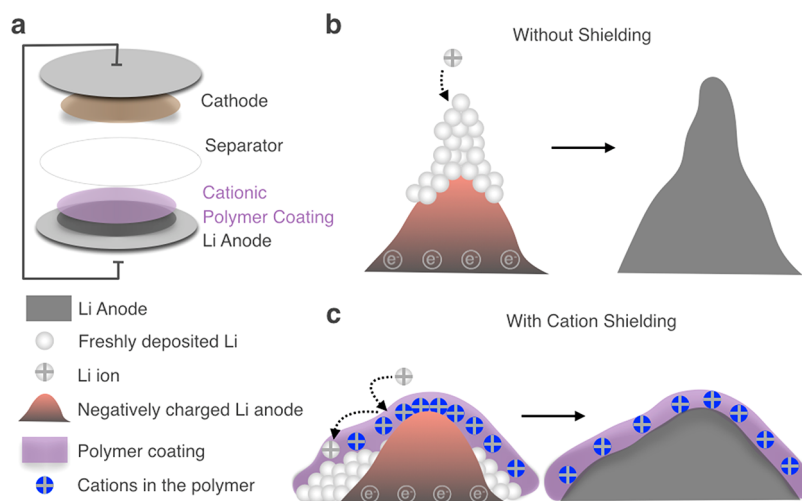 a
Cathode
Separator
Cationic
Polymer Coating
Li Anode
Li Anode
Freshly deposited Li
Li ion
Negatively charged Li anode
Polymer coating
Cations in the polymer
b
Without Shielding
e⁻ e⁻ e⁻ e⁻
c
With Cation Shielding
e⁻ e⁻ e⁻ e⁻